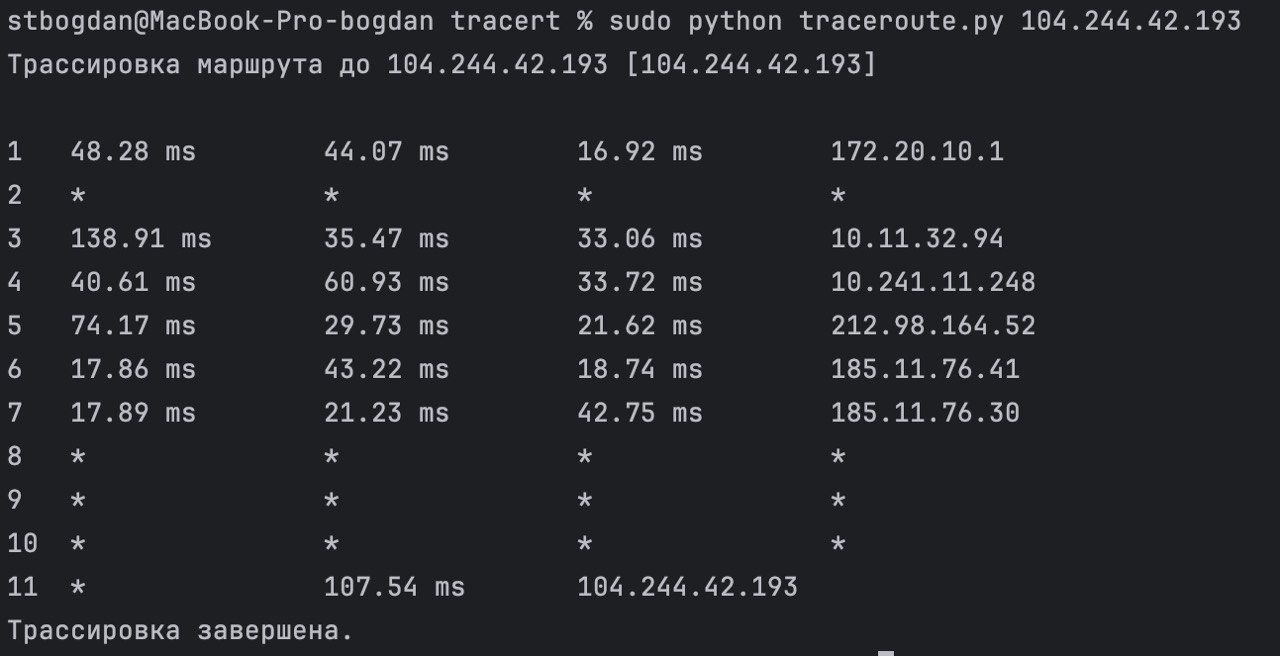 stbogdan@MacBook-Pro-bogdan tracert % sudo python traceroute.py 104.244.42.193
Трассировка маршрута до 104.244.42.193 [104.244.42.193]
1 48.28 ms 44.07 ms 16.92 ms 172.20.10.1
2 * * * *
3 138.91 ms 35.47 ms 33.06 ms 10.11.32.94
4 40.61 ms 60.93 ms 33.72 ms 10.241.11.248
5 74.17 ms 29.73 ms 21.62 ms 212.98.164.52
6 17.86 ms 43.22 ms 18.74 ms 185.11.76.41
7 17.89 ms 21.23 ms 42.75 ms 185.11.76.30
8 * * * *
9 * * * *
10 * * * *
11 * 107.54 ms 104.244.42.193
Трассировка завершена.